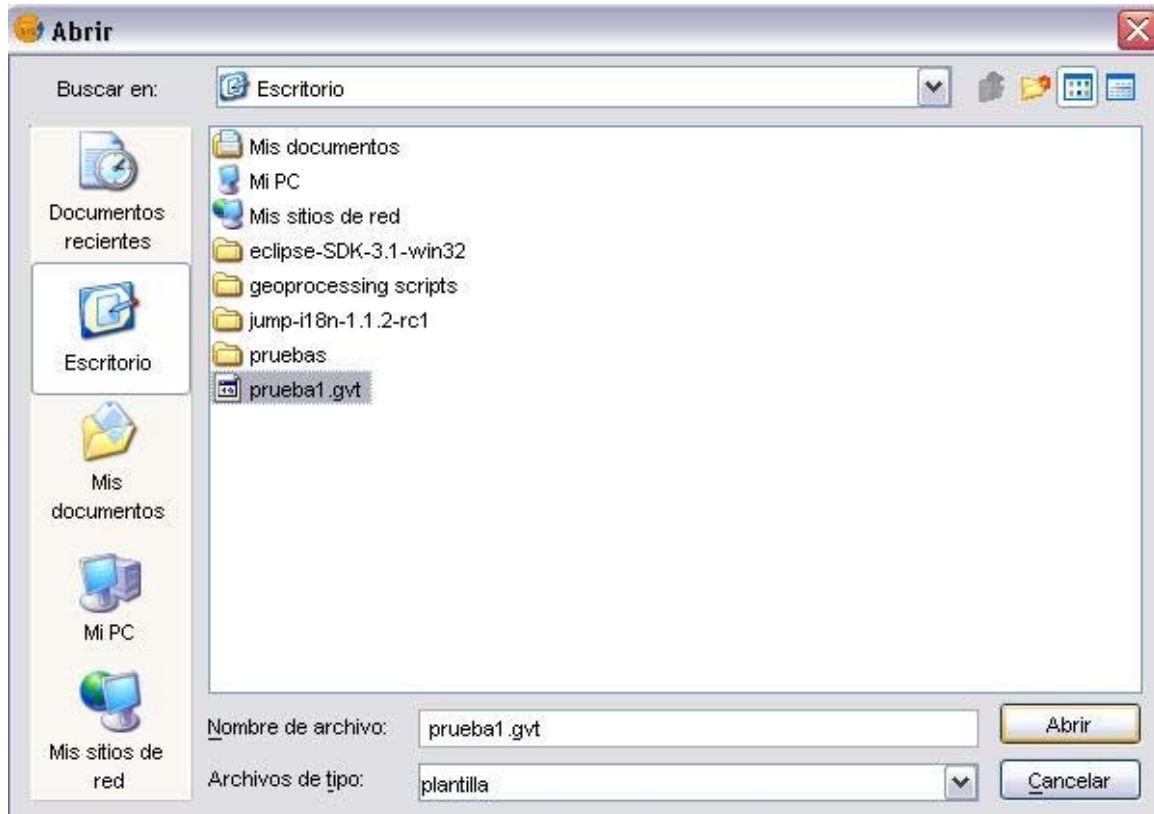 Abrir
Buscar en:
Escritorio
Documentos
recientes
Escritorio
Mis
documentos
Mi PC
Mis sitios de
red
Mis documentos
Mi PC
Mis sitios de red
eclipse-SDK-3.1-win32
geoprocessing scripts
jump-i18n-1.1.2-rc1
pruebas
prueba1.gvt
Nombre de archivo:
prueba1.gvt
Abrir
Archivos de tipo:
plantilla
Cancelar